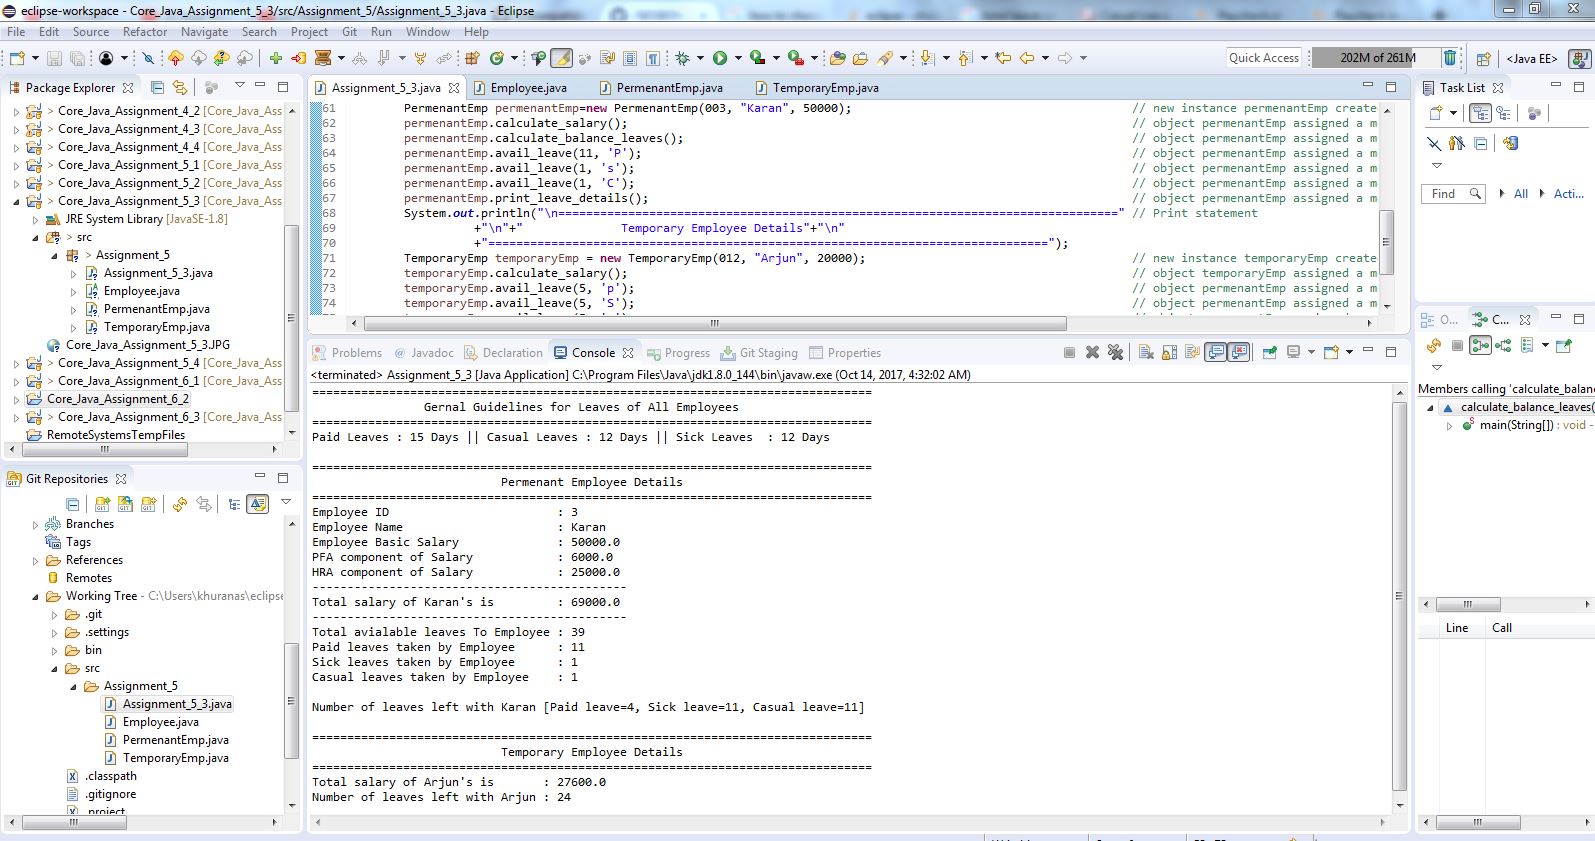 eclipse-workspace - Core_Java_Assignment_5_3/src/Assignment_5/Assignment_5_3.java - Eclipse
File Edit Source Refactor Navigate Search Project Git Run Window Help
Quick Access 202M of 261M <Java EE>
Package Explorer
> Core_Java_Assignment_4_2 [Core_Java_Ass
> Core_Java_Assignment_4_3 [Core_Java_Ass
> Core_Java_Assignment_4_4 [Core_Java_Ass
> Core_Java_Assignment_5_1 [Core_Java_Ass
> Core_Java_Assignment_5_2 [Core_Java_Ass
> Core_Java_Assignment_5_3 [Core_Java_Ass
JRE System Library [JavaSE-1.8]
> src
> Assignment_5
Assignment_5_3.java
Employee.java
PermenantEmp.java
TemporaryEmp.java
Core_Java_Assignment_5_3.JPG
> Core_Java_Assignment_5_4 [Core_Java_Ass
> Core_Java_Assignment_6_1 [Core_Java_Ass
Core_Java_Assignment_6_2
> Core_Java_Assignment_6_3 [Core_Java_Ass
RemoteSystemsTempFiles
Git Repositories
Branches
Tags
References
Remotes
Working Tree - C:\Users\khuranas\eclipse
.git
.settings
bin
src
Assignment_5
Assignment_5_3.java
Employee.java
PermenantEmp.java
TemporaryEmp.java
.classpath
.gitignore
.project
Assignment_5_3.java Employee.java PermenantEmp.java TemporaryEmp.java
61 PermenantEmp permenantEmp=new PermenantEmp(003, "Karan", 50000); // new instance permenantEmp create
62 permenantEmp.calculate_salary(); // object permenantEmp assigned a m
63 permenantEmp.calculate_balance_leaves(); // object permenantEmp assigned a m
64 permenantEmp.avail_leave(11, 'P'); // object permenantEmp assigned a m
65 permenantEmp.avail_leave(1, 's'); // object permenantEmp assigned a m
66 permenantEmp.avail_leave(1, 'C'); // object permenantEmp assigned a m
67 permenantEmp.print_leave_details(); // object permenantEmp assigned a m
68 System.out.println("\n================================================================================" // Print statement
69 +"\n"+" Temporary Employee Details"+"\n"
70 +"================================================================================");
71 TemporaryEmp temporaryEmp = new TemporaryEmp(012, "Arjun", 20000); // new instance temporaryEmp create
72 temporaryEmp.calculate_salary(); // object temporaryEmp assigned a m
73 temporaryEmp.avail_leave(5, 'p'); // object permenantEmp assigned a m
74 temporaryEmp.avail_leave(5, 'S'); // object permenantEmp assigned a m
Problems @ Javadoc Declaration Console Progress Git Staging Properties
<terminated> Assignment_5_3 [Java Application] C:\Program Files\Java\jdk1.8.0_144\bin\javaw.exe (Oct 14, 2017, 4:32:02 AM)
================================================================================
Gernal Guidelines for Leaves of All Employees
================================================================================
Paid Leaves : 15 Days || Casual Leaves : 12 Days || Sick Leaves : 12 Days
================================================================================
Permenant Employee Details
================================================================================
Employee ID : 3
Employee Name : Karan
Employee Basic Salary : 50000.0
PFA component of Salary : 6000.0
HRA component of Salary : 25000.0
---------------------------------------------
Total salary of Karan's is : 69000.0
---------------------------------------------
Total avialable leaves To Employee : 39
Paid leaves taken by Employee : 11
Sick leaves taken by Employee : 1
Casual leaves taken by Employee : 1
Number of leaves left with Karan [Paid leave=4, Sick leave=11, Casual leave=11]
================================================================================
Temporary Employee Details
================================================================================
Total salary of Arjun's is : 27600.0
Number of leaves left with Arjun : 24
Task List
Find All Acti...
O... C...
Members calling 'calculate_balan
calculate_balance_leaves(
main(String[]) : void -
Line Call